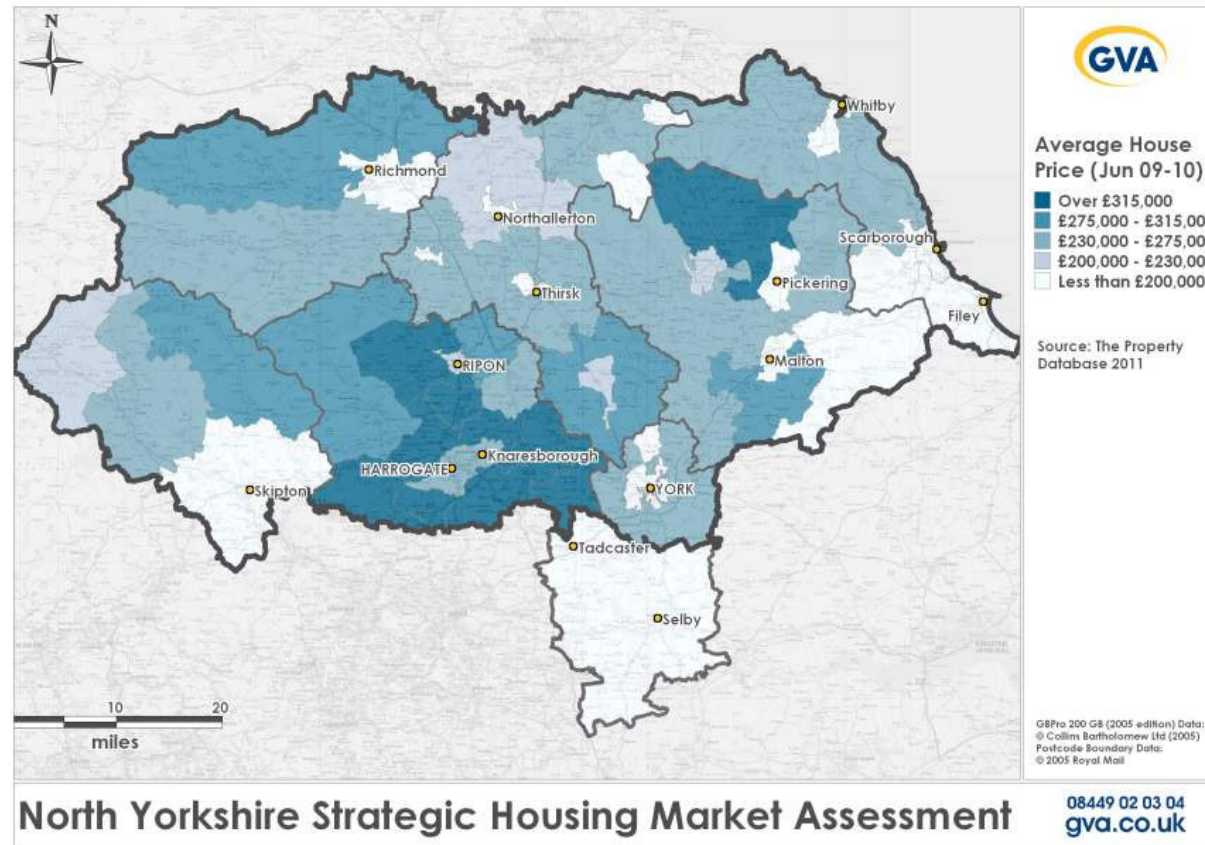 N
Whitby
Richmond
Northallerton
Scarborough
Pickering
Thirsk
Filey
RIPON
Malton
Knaresborough
HARROGATE
Skipton
YORK
Tadcaster
Selby
10
20
miles
GVA
Average House
Price (Jun 09-10)
Over £315,000
£275,000 - £315,00
£230,000 - £275,00
£200,000 - £230,00
Less than £200,000
Source: The Property
Database 2011
GBPro 200 GB (2005 edition) Data:
© Collins Bartholomew Ltd (2005)
Postcode Boundary Data:
© 2005 Royal Mail
North Yorkshire Strategic Housing Market Assessment
08449 02 03 04
gva.co.uk